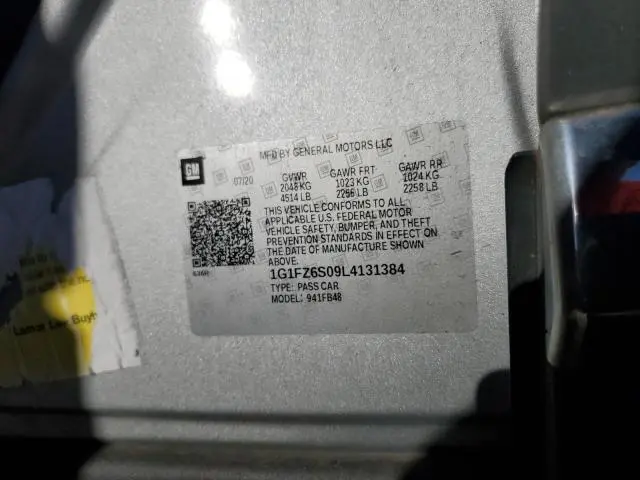 MFD BY GENERAL MOTORS LLC
GM
07/20 GVWR GAWR FRT GAWR RR
2048 KG 1023 KG 1024 KG
4514 LB 2256 LB 2258 LB
THIS VEHICLE CONFORMS TO ALL
APPLICABLE U.S. FEDERAL MOTOR
VEHICLE SAFETY, BUMPER, AND THEFT
PREVENTION STANDARDS IN EFFECT ON
THE DATE OF MANUFACTURE SHOWN
ABOVE.
1G1FZ6S09L4131384
TYPE: PASS CAR
MODEL: 941FB48